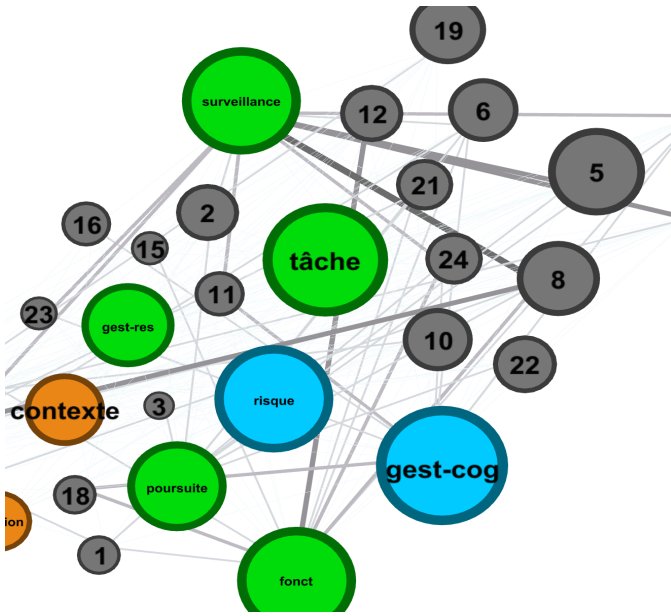 19
surveillance
12
6
5
21
2
16
15
tâche
24
8
11
23
gest-res
10
22
risque
contexte
3
gest-cog
poursuite
18
ion
1
fonct